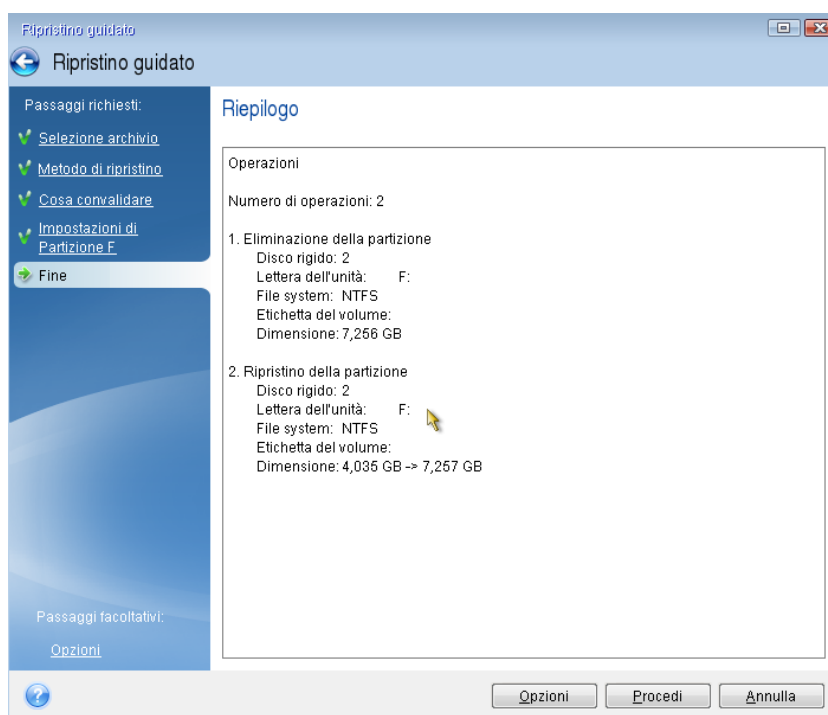 Ripristino guidato
Ripristino guidato
Passaggi richiesti:
Selezione archivio
Metodo di ripristino
Cosa convalidare
Impostazioni di
Partizione F
Fine
Passaggi facoltativi:
Opzioni
Riepilogo
Operazioni
Numero di operazioni: 2
1. Eliminazione della partizione
Disco rigido: 2
Lettera dell'unità: F:
File system: NTFS
Etichetta del volume:
Dimensione: 7,256 GB
2. Ripristino della partizione
Disco rigido: 2
Lettera dell'unità: F:
File system: NTFS
Etichetta del volume:
Dimensione: 4,035 GB -> 7,257 GB
Opzioni
Procedi
Annulla